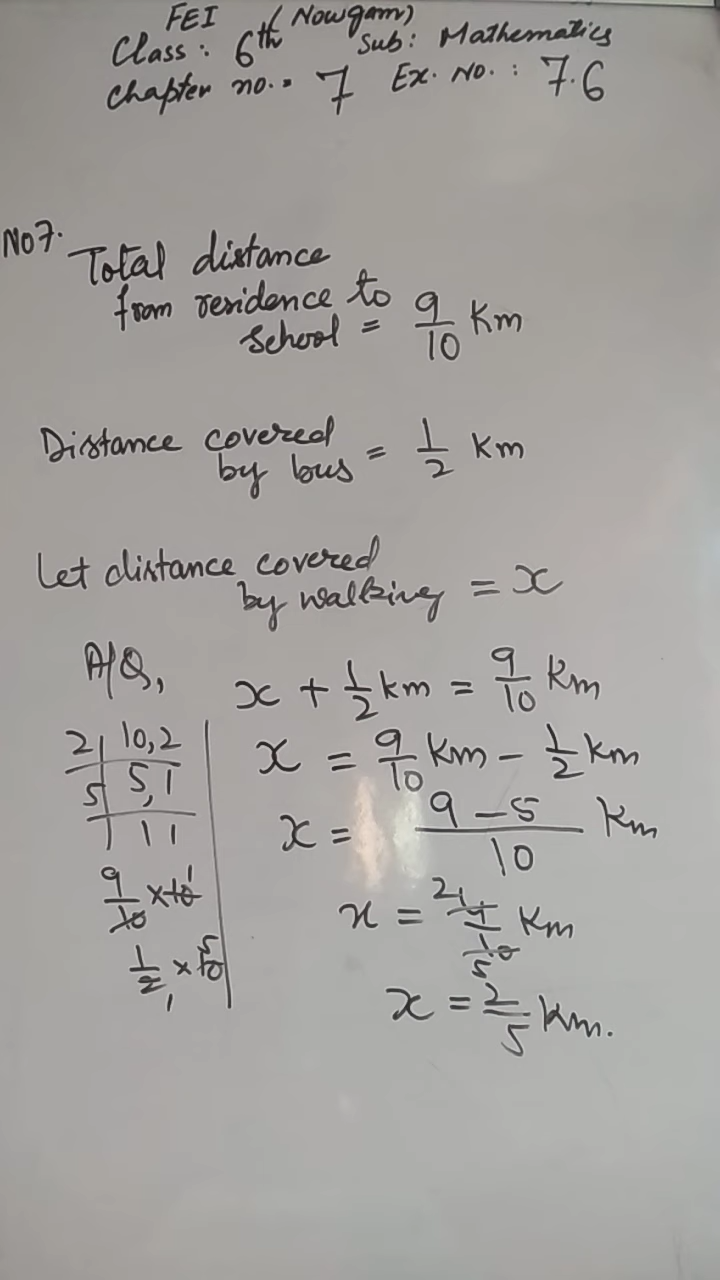 FEI (Nowgam)
Class: 6th Sub: Mathematics
Chapter no.: 7 Ex. No.: 7.6
No7.
Total distance
from residence to
school = 9/10 Km
Distance covered
by bus = 1/2 Km
Let distance covered
by walking = x
A/Q,
x + 1/2 km = 9/10 Km
x = 9/10 Km - 1/2 Km
x = 9-5/10 Km
x = 4/10 Km
x = 2/5 Km.
2 | 10,2
5 | 5,1
| 1 1
9/10 x 10 1
1/2 x 10 5
1